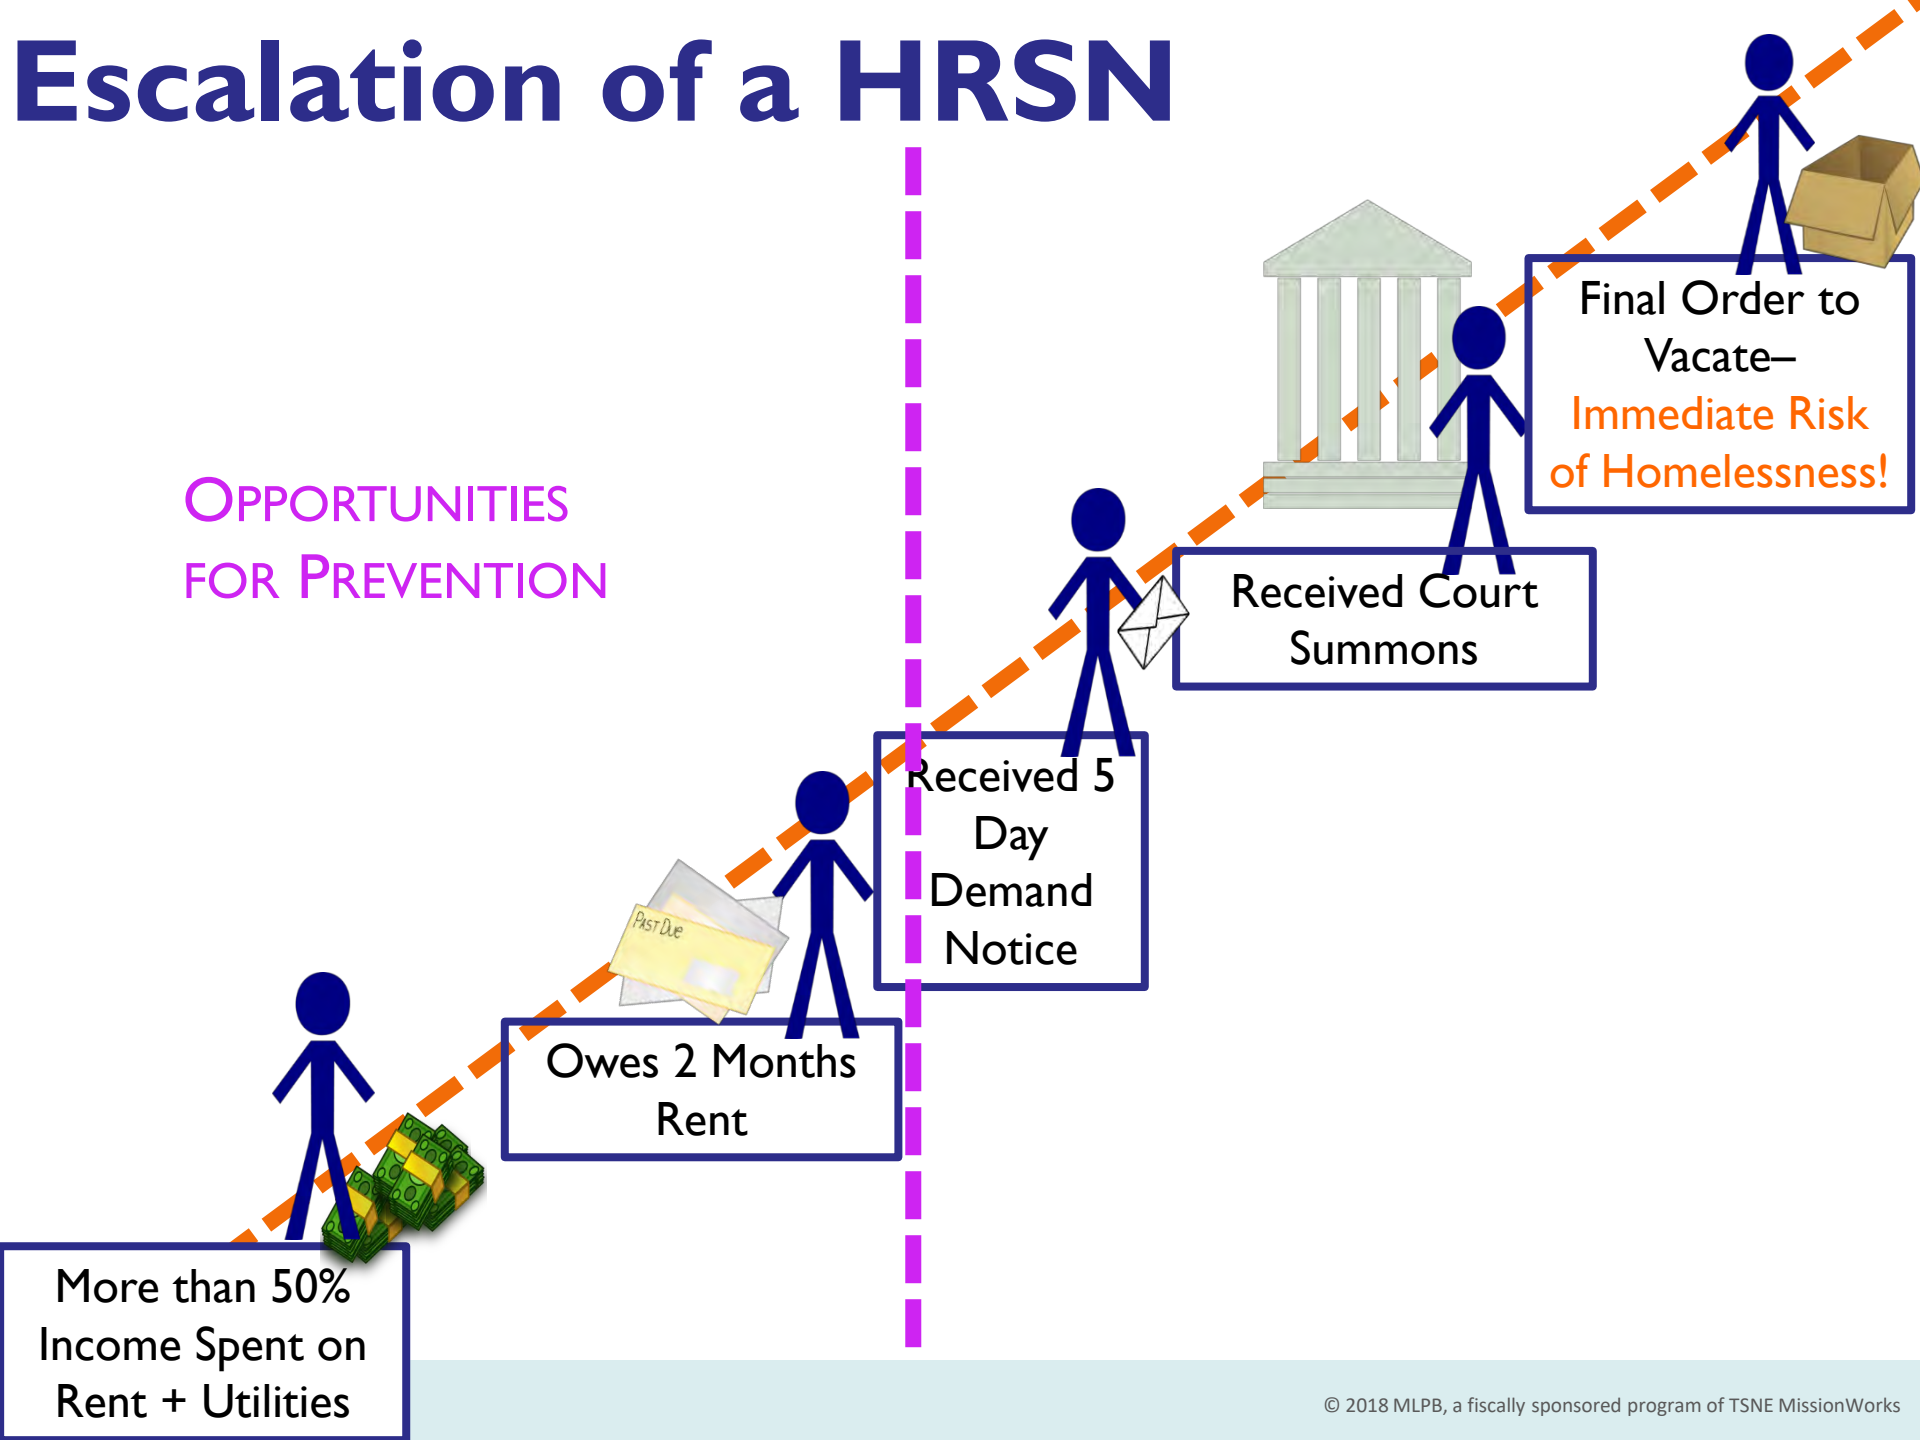 Escalation of a HRSN
OPPORTUNITIES
FOR PREVENTION
Final Order to
Vacate–
Immediate Risk
of Homelessness!
Received Court
Summons
Received 5
Day
Demand
Notice
PAST DUE
Owes 2 Months
Rent
More than 50%
Income Spent on
Rent + Utilities
© 2018 MLPB, a fiscally sponsored program of TSNE MissionWorks